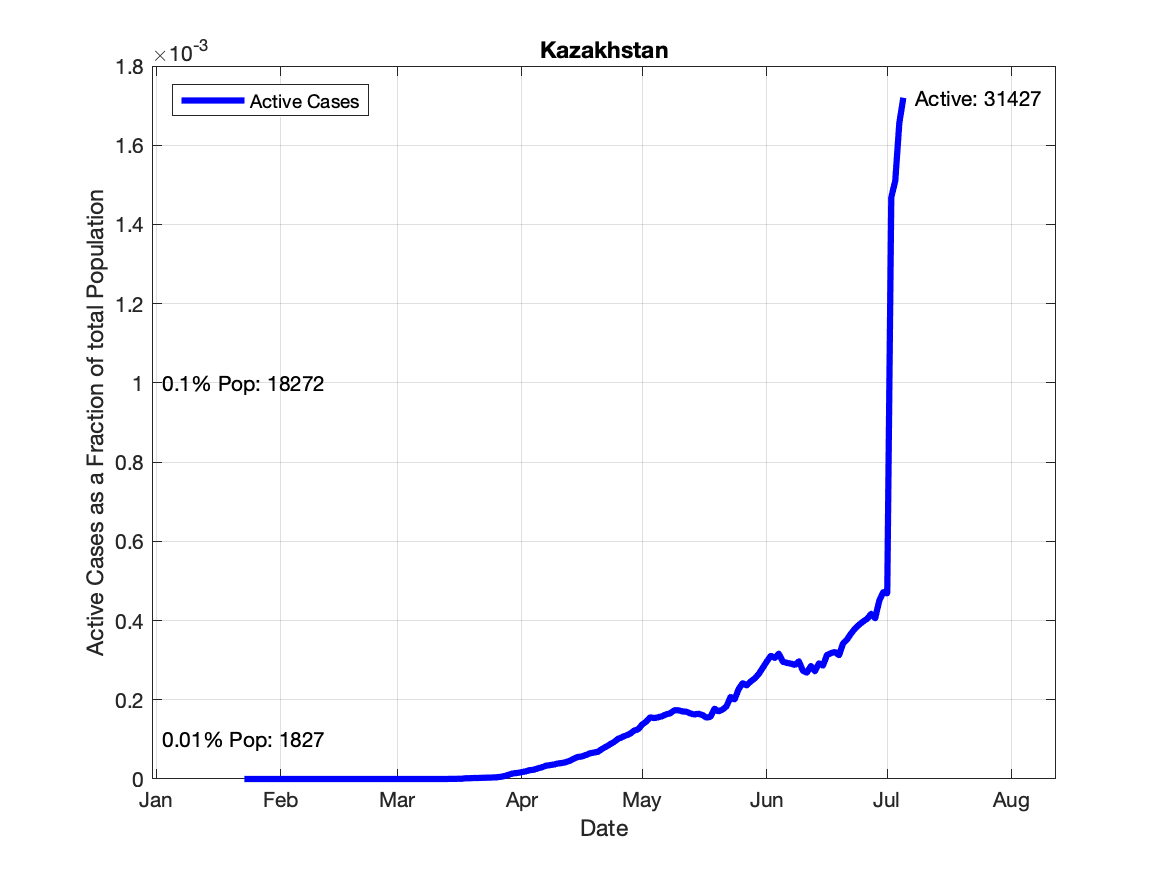 Kazakhstan
×10-3
1.8
Active Cases
Active: 31427
1.6
1.4
1.2
1
0.1% Pop: 18272
0.8
0.6
0.4
0.2
0.01% Pop: 1827
0
Active Cases as a Fraction of total Population
Jan Feb Mar Apr May Jun Jul Aug
Date